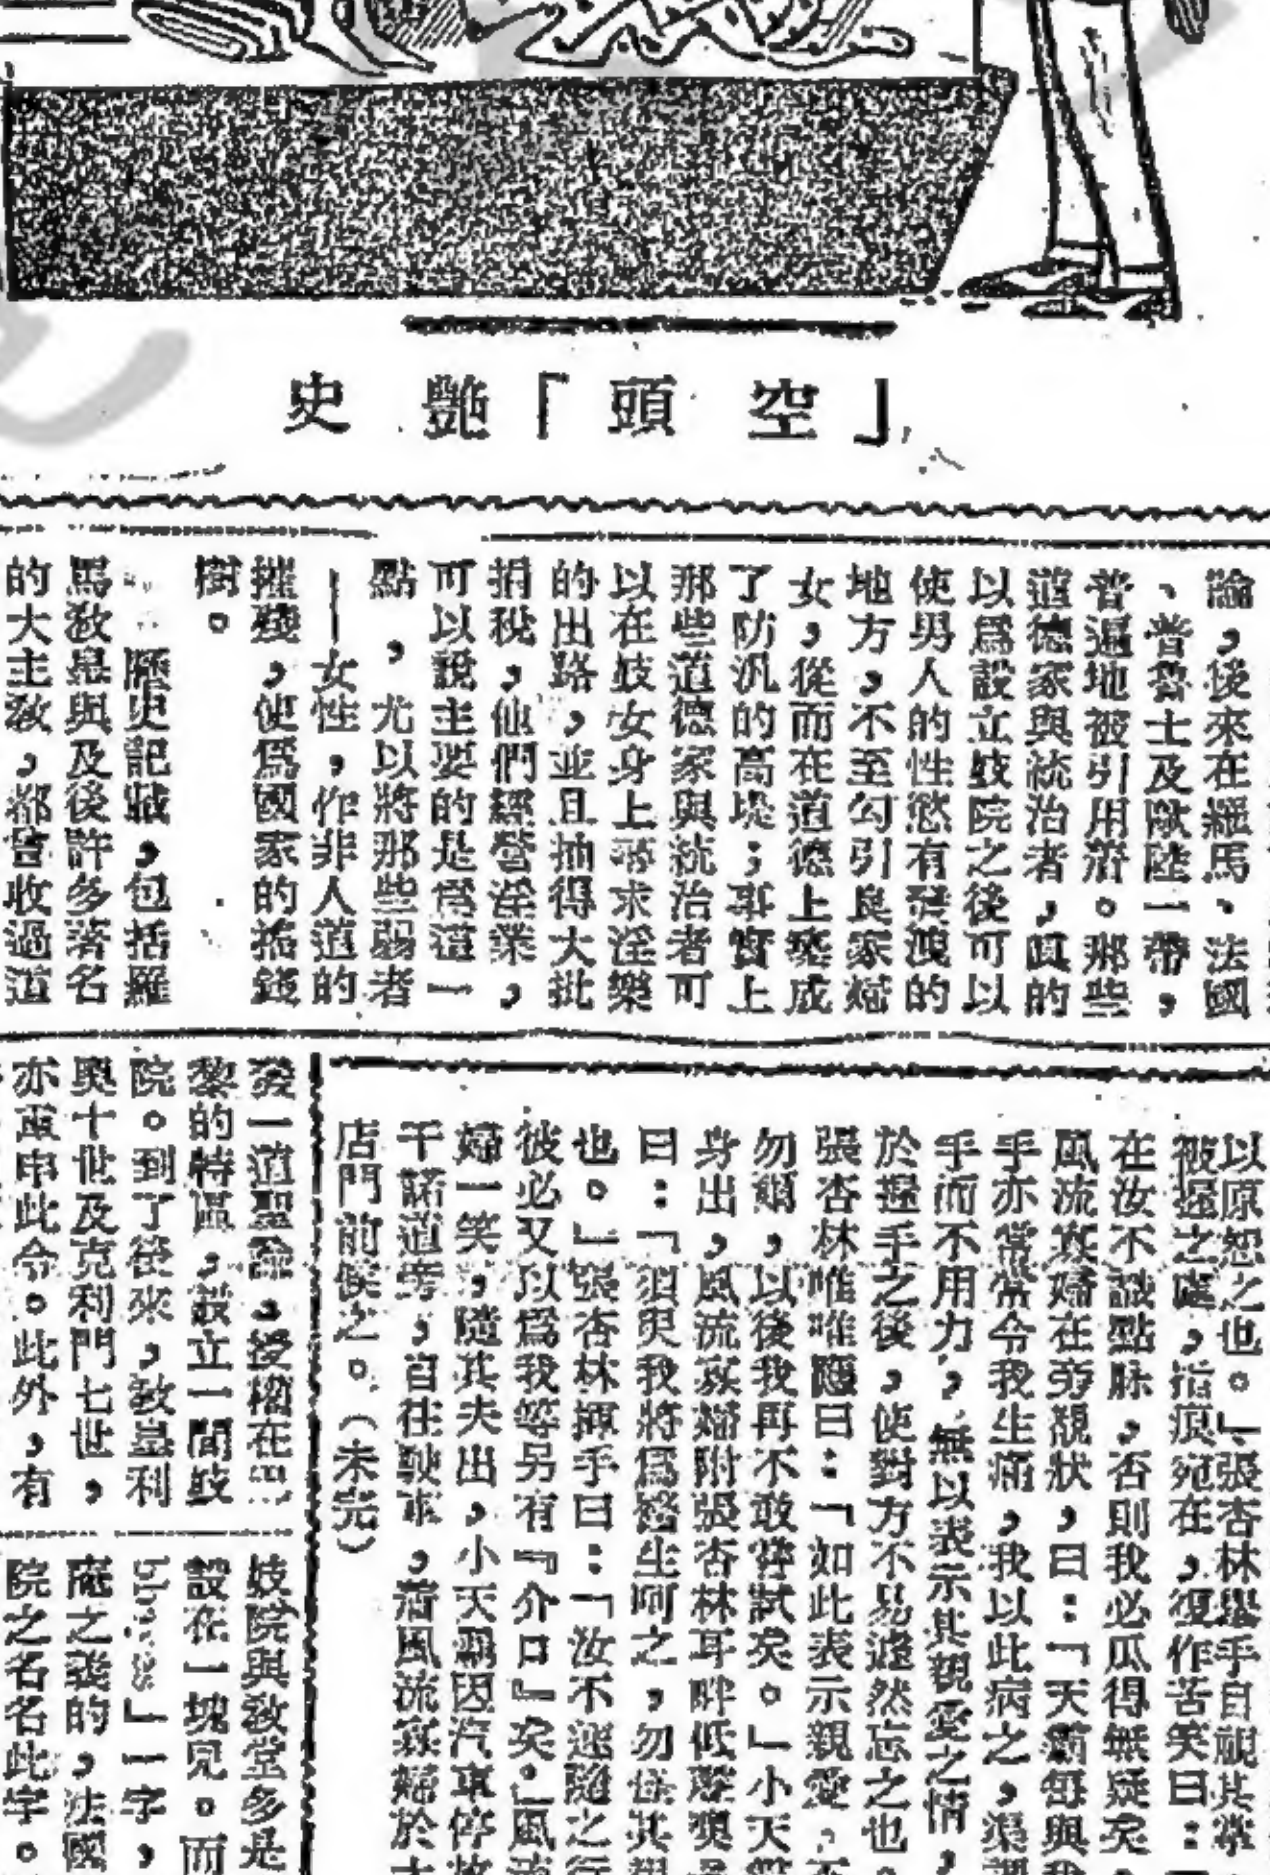 史艷「頭空」
論，後來在羅馬、法國
、普魯士及歐陸一帶，
普遍地被引用着。那些
道德家與統治者，眞的
以爲設立妓院之後可以
使男人的性慾有發洩的
地方，不至勾引良家婦
女，從而在道德上築成
了防汎的高堤；事實上
那些道德家與統治者可
以在妓女身上尋求淫樂
的出路，並且抽得大批
捐稅，他們經營淫業，
可以說主要的是爲這一
點，尤以將那些弱者
—女性，作非人道的
摧殘，使爲國家的搖錢
樹。
歷史記載，包括羅
馬敎皇與及後許多著名
的大主敎，都曾收過這
以原恕之也。」張杏林舉手自視其掌
被握之處，指痕宛在，復作苦笑曰：
在汝不識點脉，否則我必瓜得無疑矣
風流寡婦在旁覩狀，曰：「天霸每與我
手亦常常令我生痛，我以此病之，渠謂
手而不用力，無以表示其親愛之情，
於握手之後，使對方不易遽然忘之也。
張杏林唯唯應曰：「如此表示親愛，
勿爾，以後我再不敢嘗試矣。」小天
身出，風流寡婦附張杏林耳畔低聲
曰：「頃與我將爲醫生呵之，勿怪其
也。」張杏林揮手曰：「汝不速隨之行
彼必又以爲我等另有『介口』矣。」風
婦一笑，隨其夫出，小天霸因汽車停
千諾道旁，自往駛車，着風流寡婦於
店門前候之。（未完）
發一道聖諭，授權在巴
黎的特區，設立一間妓
院。到了後來，敎皇利
奧十世及克利門七世，
亦重申此令。此外，有
妓院與敎堂多是
設在一塊兒。而
」一字，
庵之義的，法國
院之名名此字。